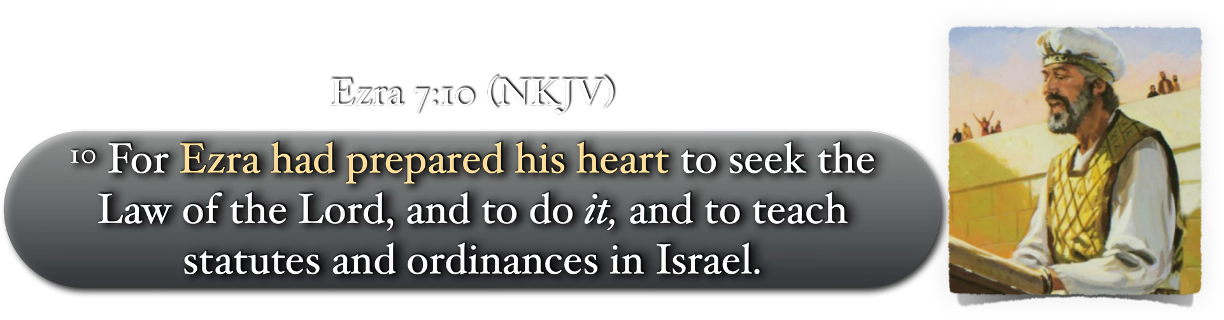 Ezra 7:10 (NKJV)
10 For Ezra had prepared his heart to seek the
Law of the Lord, and to do it, and to teach
statutes and ordinances in Israel.